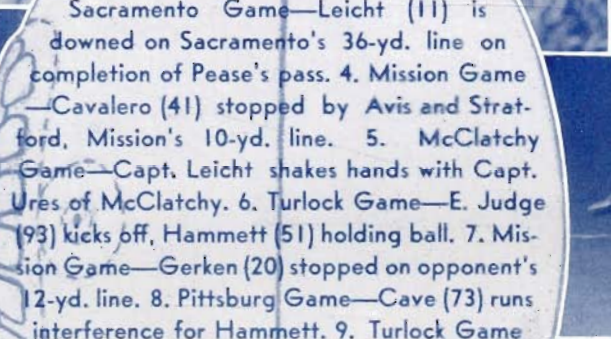 Sacramento Game—Leicht (11) is
downed on Sacramento's 36-yd. line on
completion of Pease's pass. 4. Mission Game
—Cavalero (41) stopped by Avis and Strat-
ford, Mission's 10-yd. line. 5. McClatchy
Game—Capt. Leicht shakes hands with Capt.
Ures of McClatchy. 6. Turlock Game—E. Judge
(93) kicks off, Hammett (51) holding ball. 7. Mis-
sion Game—Gerken (20) stopped on opponent's
12-yd. line. 8. Pittsburg Game—Cave (73) runs
interference for Hammett. 9. Turlock Game